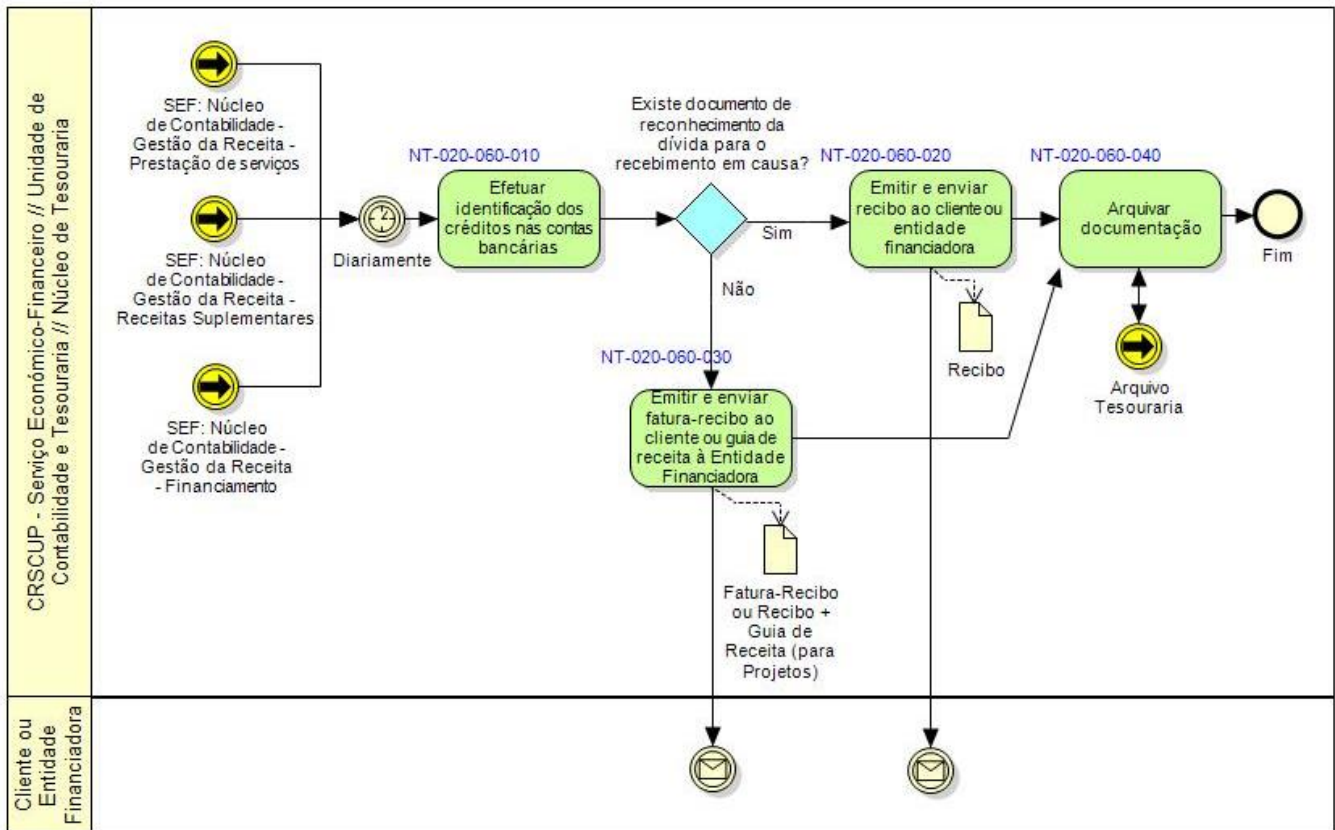 CRSCUP - Serviço Económico-Financeiro // Unidade de
Contabilidade e Tesouraria // Núcleo de Tesouraria
SEF: Núcleo
de Contabilidade -
Gestão da Receita -
Prestação de serviços
SEF: Núcleo
de Contabilidade -
Gestão da Receita -
Receitas Suplementares
SEF: Núcleo
de Contabilidade -
Gestão da Receita
- Financiamento
Diariamente
NT-020-060-010
Efetuar
identificação dos
créditos nas contas
bancárias
Existe documento de
reconhecimento da
dívida para o
recebimento em causa?
Sim
Não
NT-020-060-020
Emitir e enviar
recibo ao cliente ou
entidade
financiadora
Recibo
NT-020-060-040
Arquivar
documentação
Fim
Arquivo
Tesouraria
NT-020-060-030
Emitir e enviar
fatura-recibo ao
cliente ou guia de
receita à Entidade
Financiadora
Fatura-Recibo
ou Recibo +
Guia de
Receita (para
Projetos)
Cliente ou
Entidade
Financiadora